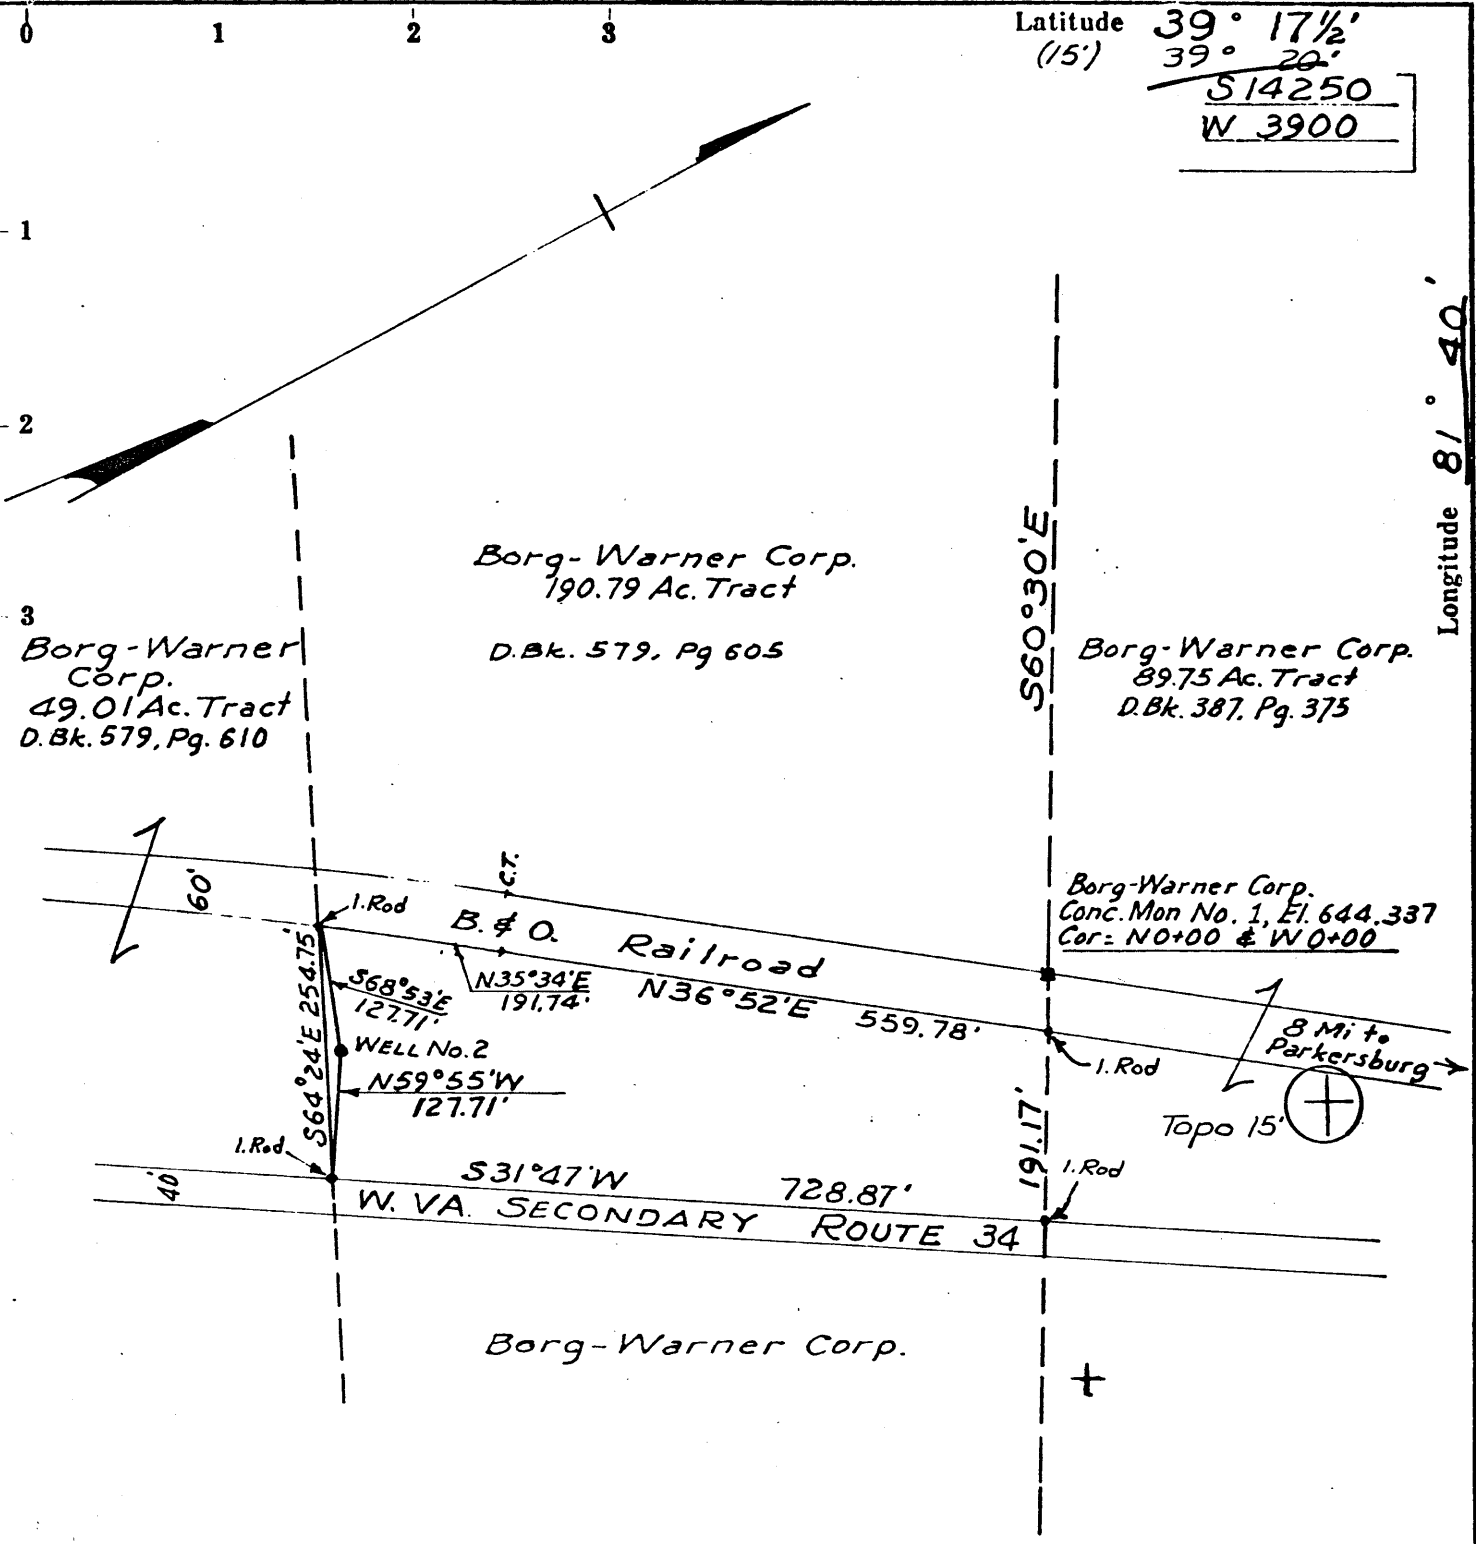 0 1 2 3
Latitude 39° 17½'
(15') 39° 20'
S14250
W 3900
1
2
3
Longitude 81° 40'
S60°30'E
Borg-Warner Corp.
190.79 Ac. Tract
D.Bk. 579, Pg 605
Borg-Warner
Corp.
49.01 Ac. Tract
D.Bk. 579, Pg. 610
Borg-Warner Corp.
89.75 Ac. Tract
D.Bk. 387, Pg. 375
60'
C.T.
1.Rod
B. & O. Railroad
Borg-Warner Corp.
Conc. Mon No. 1, El. 644.337
Cor= N0+00 & W0+00
S64°24'E 254.75'
S68°53'E
127.71'
N35°34'E
191.74'
N36°52'E 559.78'
WELL No. 2
N59°55'W
127.71'
1.Rod
8 Mi to
Parkersburg
Topo 15'
191.17'
1.Rod
1.Rod
40'
S31°47'W 728.87'
W. VA. SECONDARY ROUTE 34
Borg-Warner Corp.